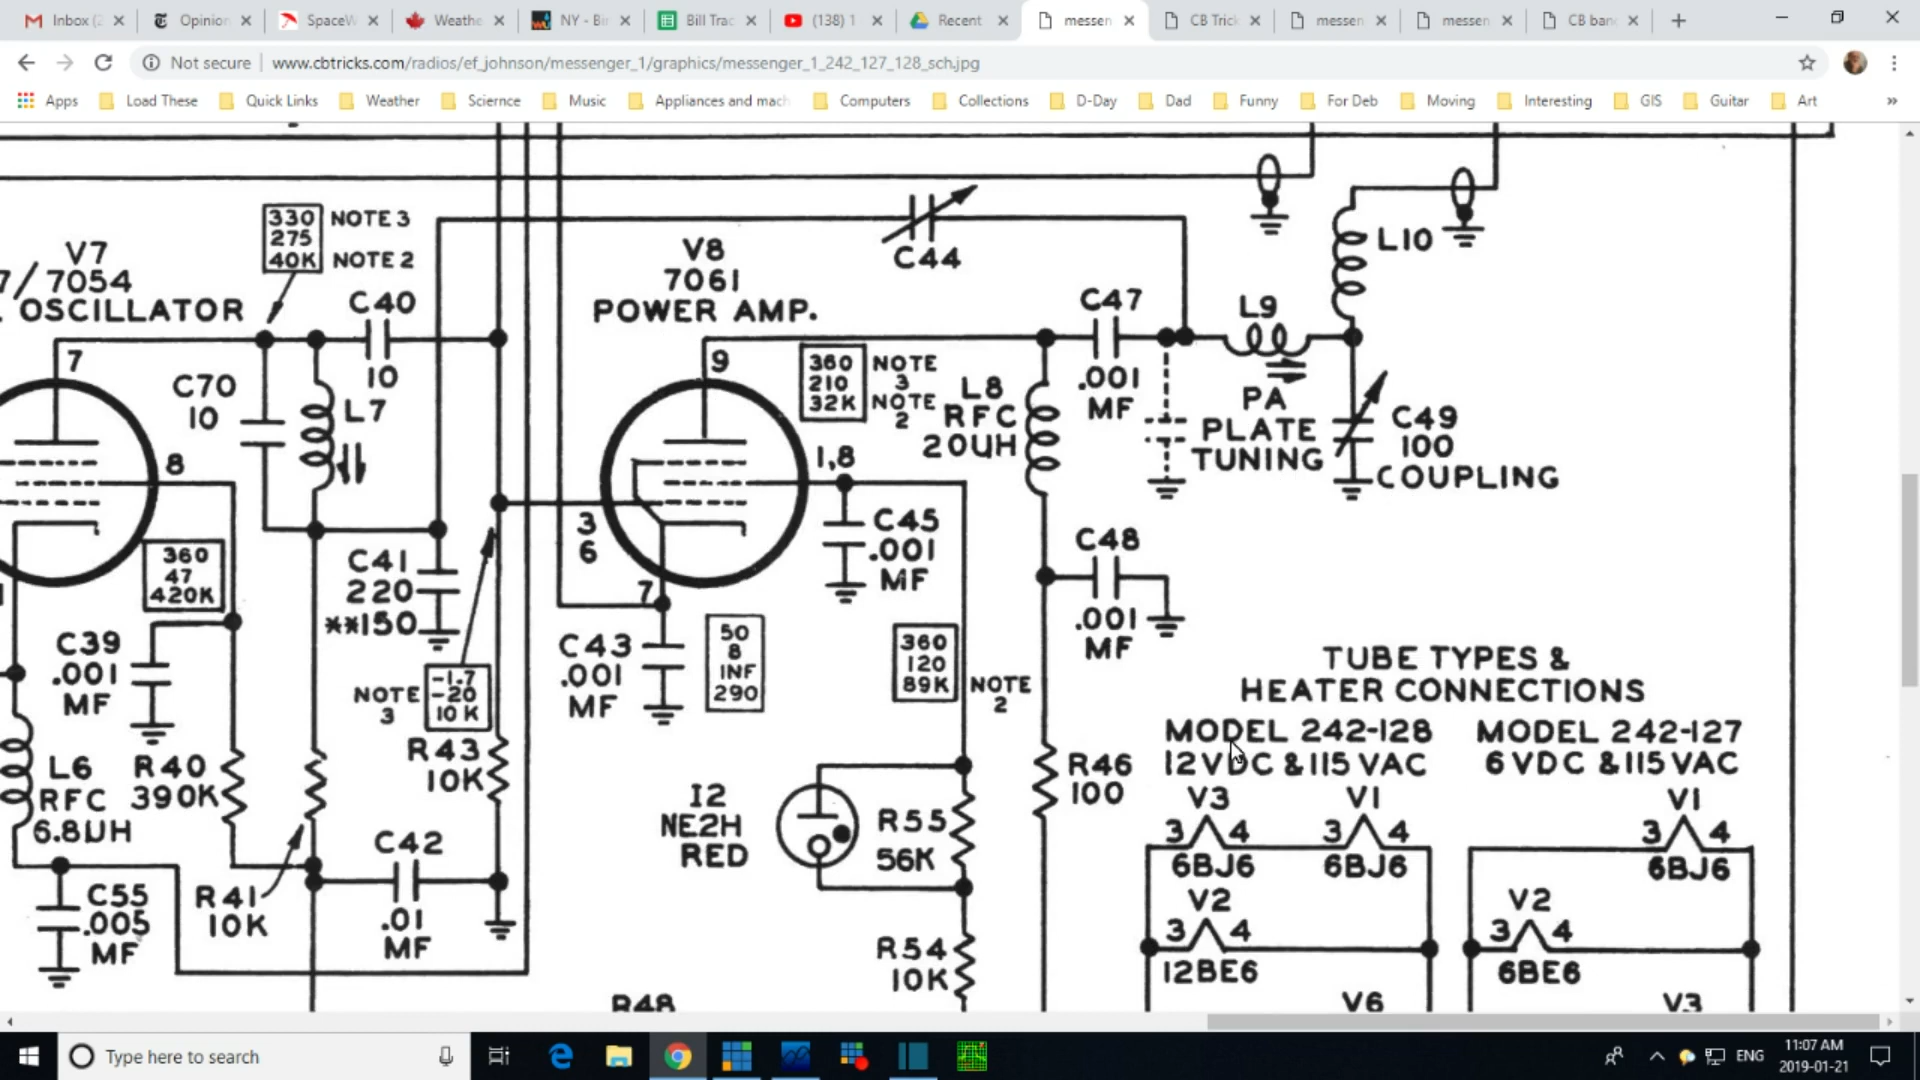 Inbox (2
Opinion
SpaceW
Weathe
NY - Bir
Bill Trac
(138) 1
Recent
messen
CB Trick
messen
messen
CB banc
Not secure
www.cbtricks.com/radios/ef_johnson/messenger_1/graphics/messenger_1_242_127_128_sch.jpg
Apps
Load These
Quick Links
Weather
Sciernce
Music
Appliances and mach
Computers
Collections
D-Day
Dad
Funny
For Deb
Moving
Interesting
GIS
Guitar
Art
»
330 NOTE 3
275
40K NOTE 2
V7
7/7054
OSCILLATOR
C40
10
7
C70
10
L7
8
360
47
420K
C39
.001
MF
C41
220
**150
NOTE
3
-1.7
-20
10 K
R43
10K
L6
RFC
6.8UH
R40
390K
C55
.005
MF
R41
10K
C42
.01
MF
V8
7061
POWER AMP.
9
C44
360 NOTE
210 3
32K NOTE
2
1,8
3
6
7
C43
.001
MF
50
8
INF
290
C45
.001
MF
360
120
89K NOTE
2
L8
RFC
20UH
C47
.001
MF
L9
PA
PLATE
TUNING
L10
C49
100
COUPLING
C48
.001
MF
I2
NE2H
RED
R55
56K
R54
10K
R46
100
R48
TUBE TYPES &
HEATER CONNECTIONS
MODEL 242-128
12VDC & 115 VAC
MODEL 242-127
6 VDC & 115 VAC
V3
3 4
6BJ6
V1
3 4
6BJ6
V1
3 4
6BJ6
V2
3 4
12BE6
V2
3 4
6BE6
V6
V3
Type here to search
ENG
11:07 AM
2019-01-21